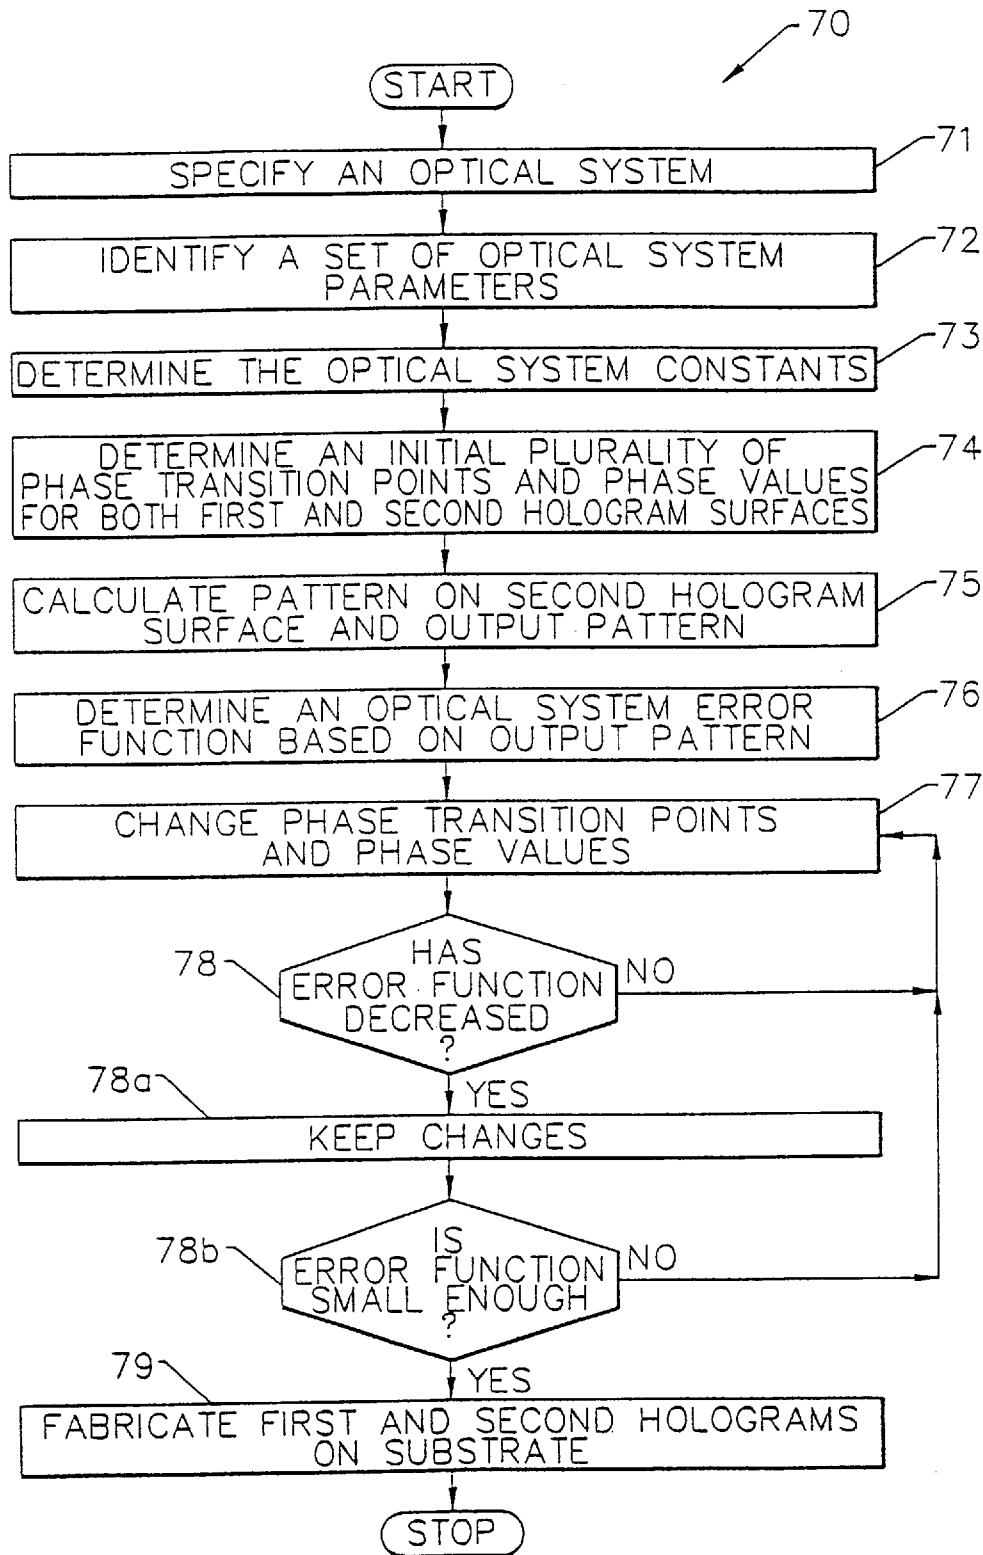 70
START
71
SPECIFY AN OPTICAL SYSTEM
72
IDENTIFY A SET OF OPTICAL SYSTEM
PARAMETERS
73
DETERMINE THE OPTICAL SYSTEM CONSTANTS
74
DETERMINE AN INITIAL PLURALITY OF
PHASE TRANSITION POINTS AND PHASE VALUES
FOR BOTH FIRST AND SECOND HOLOGRAM SURFACES
75
CALCULATE PATTERN ON SECOND HOLOGRAM
SURFACE AND OUTPUT PATTERN
76
DETERMINE AN OPTICAL SYSTEM ERROR
FUNCTION BASED ON OUTPUT PATTERN
77
CHANGE PHASE TRANSITION POINTS
AND PHASE VALUES
78
HAS
ERROR FUNCTION
DECREASED
?
NO
YES
78a
KEEP CHANGES
78b
IS
ERROR FUNCTION
SMALL ENOUGH
?
NO
YES
79
FABRICATE FIRST AND SECOND HOLOGRAMS
ON SUBSTRATE
STOP